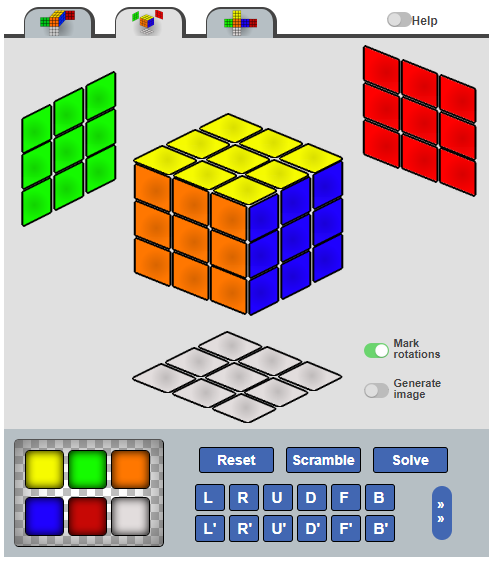 Help
Mark
rotations
Generate
image
Reset Scramble Solve
L R U D F B
L' R' U' D' F' B'
»
»